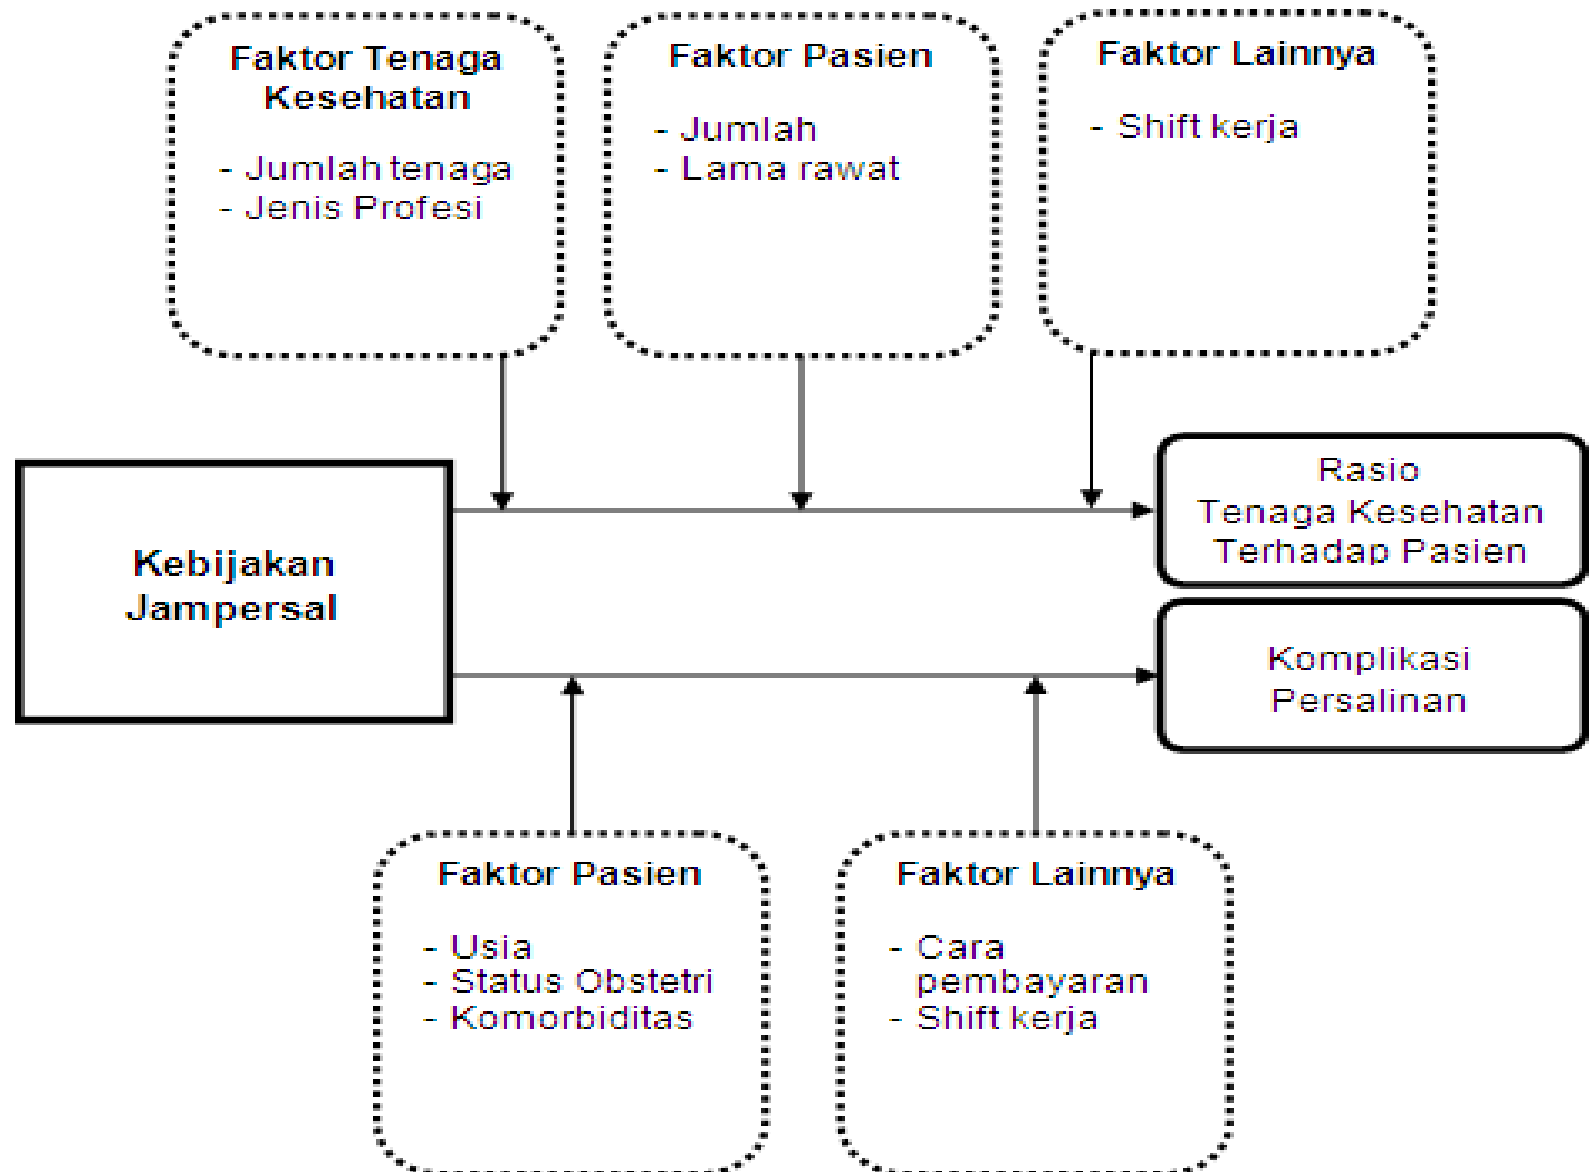 Faktor Tenaga
Kesehatan
- Jumlah tenaga
- Jenis Profesi
Faktor Pasien
- Jumlah
- Lama rawat
Faktor Lainnya
- Shift kerja
Kebijakan
Jampersal
Rasio
Tenaga Kesehatan
Terhadap Pasien
Komplikasi
Persalinan
Faktor Pasien
- Usia
- Status Obstetri
- Komorbiditas
Faktor Lainnya
- Cara
pembayaran
- Shift kerja